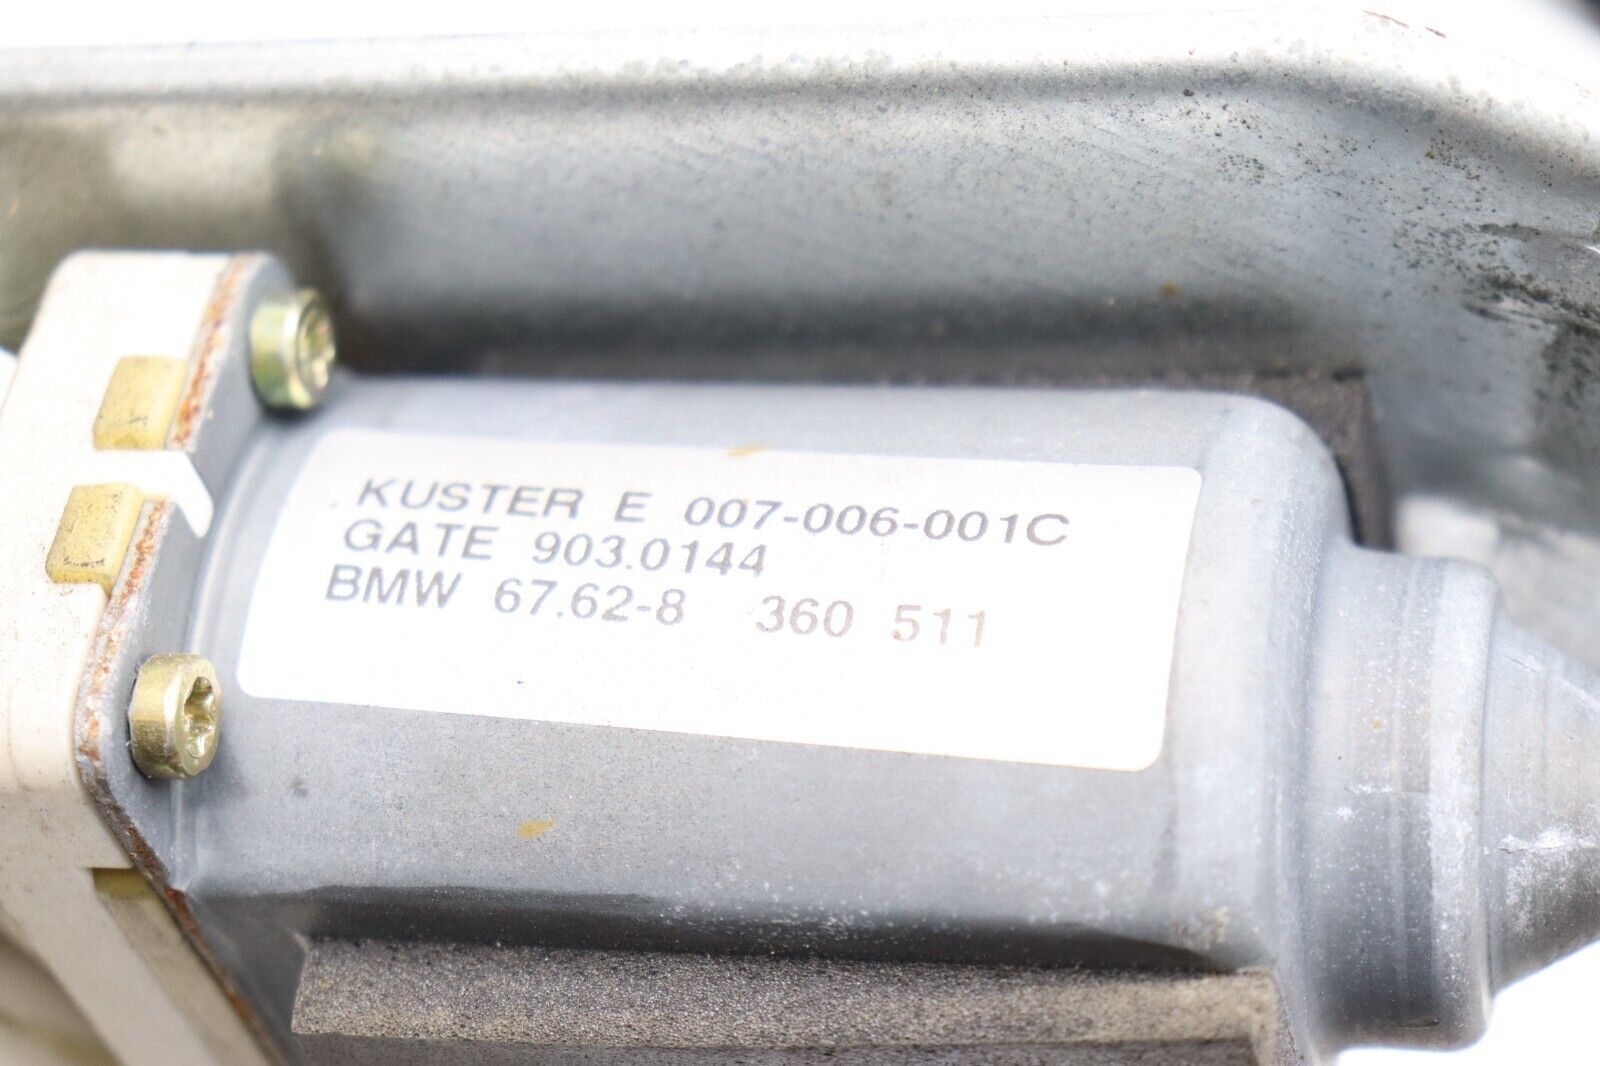 KUSTER E 007-006-001C
GATE 903.0144
BMW 67.62-8 360 511